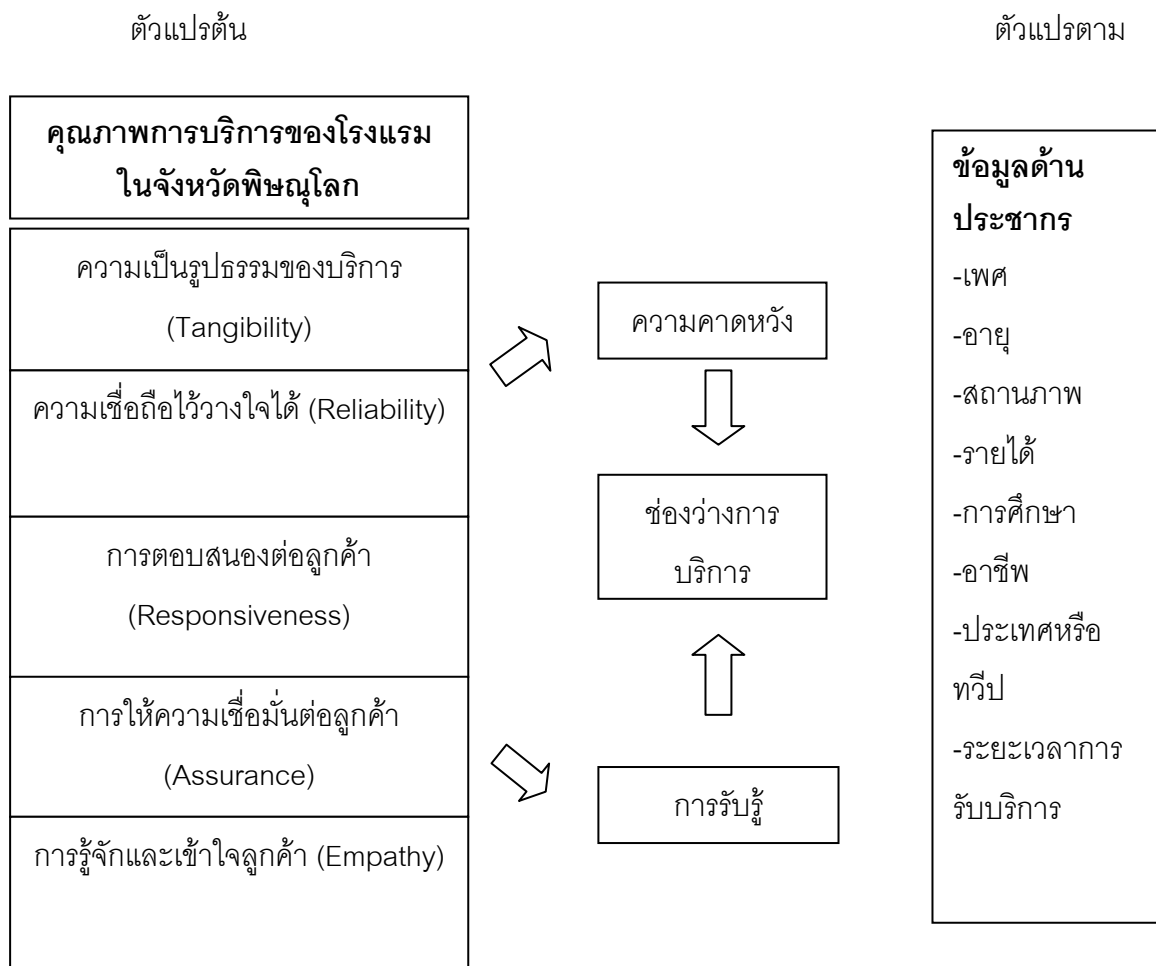 ตัวแปรต้น
ตัวแปรตาม
คุณภาพการบริการของโรงแรม
ในจังหวัดพิษณุโลก
ความเป็นรูปธรรมของบริการ
(Tangibility)
ความเชื่อถือไว้วางใจได้ (Reliability)
การตอบสนองต่อลูกค้า
(Responsiveness)
การให้ความเชื่อมั่นต่อลูกค้า
(Assurance)
การรู้จักและเข้าใจลูกค้า (Empathy)
ความคาดหวัง
ช่องว่างการ
บริการ
การรับรู้
ข้อมูลด้าน
ประชากร
-เพศ
-อายุ
-สถานภาพ
-รายได้
-การศึกษา
-อาชีพ
-ประเทศหรือ
ทวีป
-ระยะเวลาการ
รับบริการ